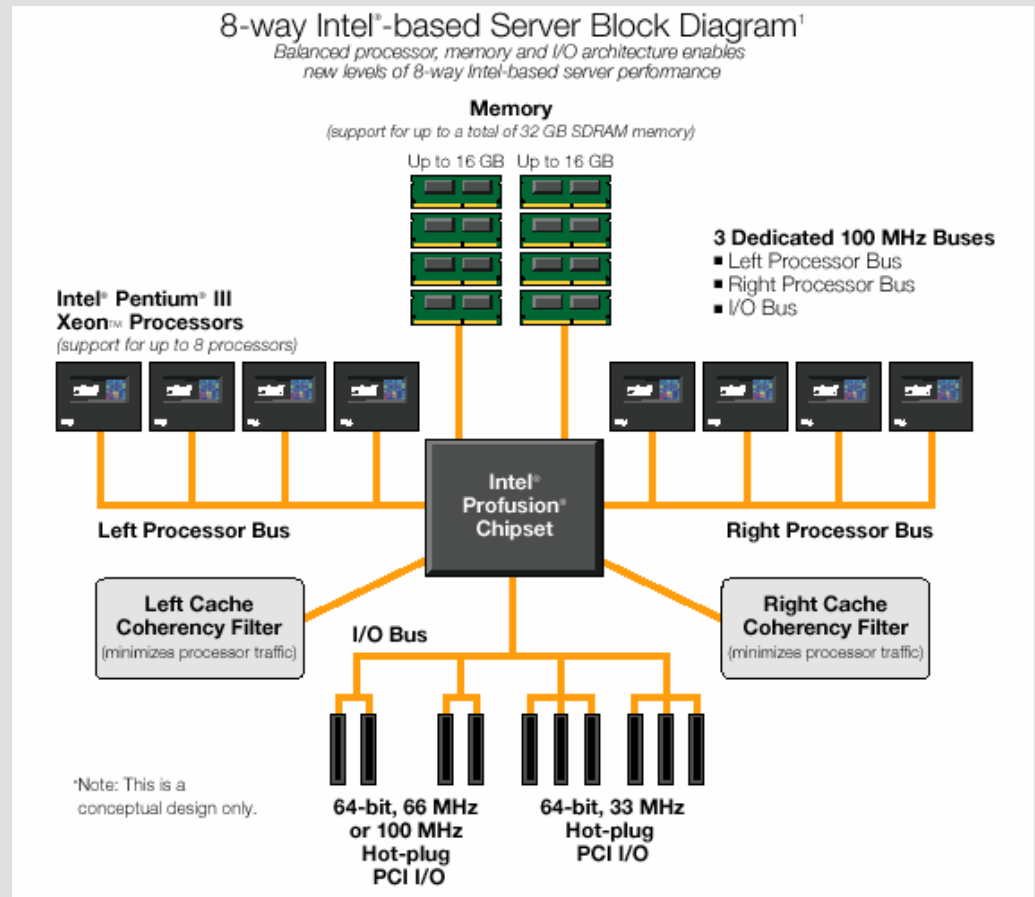 8-way Intel®-based Server Block Diagram¹
Balanced processor, memory and I/O architecture enables
new levels of 8-way Intel-based server performance
Memory
(support for up to a total of 32 GB SDRAM memory)
Up to 16 GB Up to 16 GB
3 Dedicated 100 MHz Buses
▪ Left Processor Bus
▪ Right Processor Bus
▪ I/O Bus
Intel® Pentium® III
Xeon™ Processors
(support for up to 8 processors)
Intel®
Profusion®
Chipset
Left Processor Bus
Right Processor Bus
Left Cache
Coherency Filter
(minimizes processor traffic)
Right Cache
Coherency Filter
(minimizes processor traffic)
I/O Bus
*Note: This is a
conceptual design only.
64-bit, 66 MHz
or 100 MHz
Hot-plug
PCI I/O
64-bit, 33 MHz
Hot-plug
PCI I/O